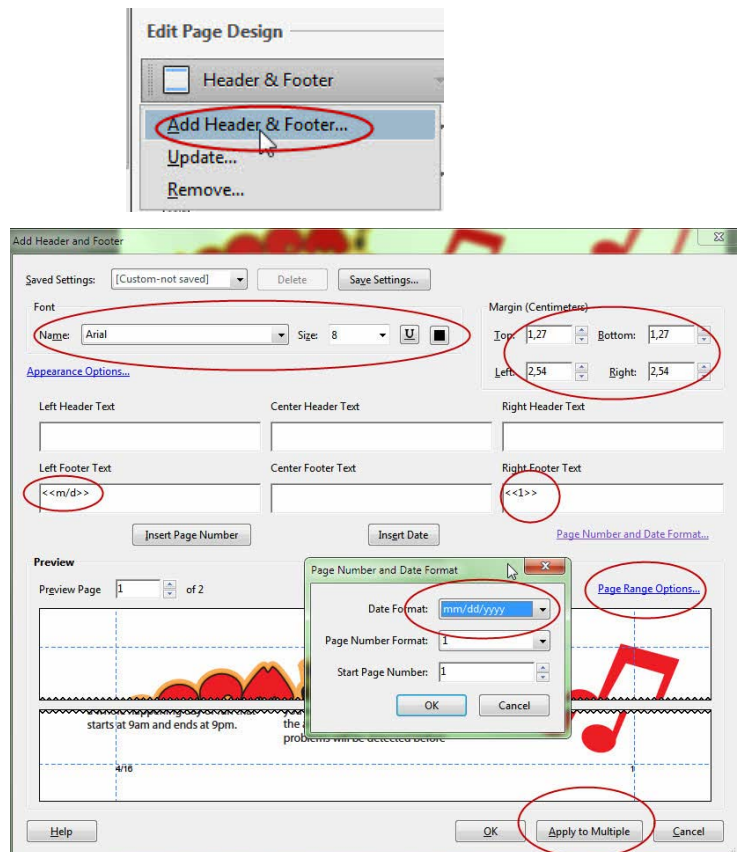 Edit Page Design
Header & Footer
Add Header & Footer...
Update...
Remove...
Add Header and Footer
Saved Settings: [Custom-not saved] Delete Save Settings...
Font Margin (Centimeters)
Name: Arial Size: 8 U Top: 1,27 Bottom: 1,27
Appearance Options... Left: 2,54 Right: 2,54
Left Header Text Center Header Text Right Header Text
Left Footer Text Center Footer Text Right Footer Text
<<m/d>> <<1>>
Insert Page Number Insert Date Page Number and Date Format...
Preview
Preview Page 1 of 2 Page Range Options...
Page Number and Date Format
Date Format: mm/dd/yyyy
Page Number Format: 1
Start Page Number: 1
OK Cancel
starts at 9am and ends at 9pm. the
problems will be detected before
4/16 1
Help OK Apply to Multiple Cancel